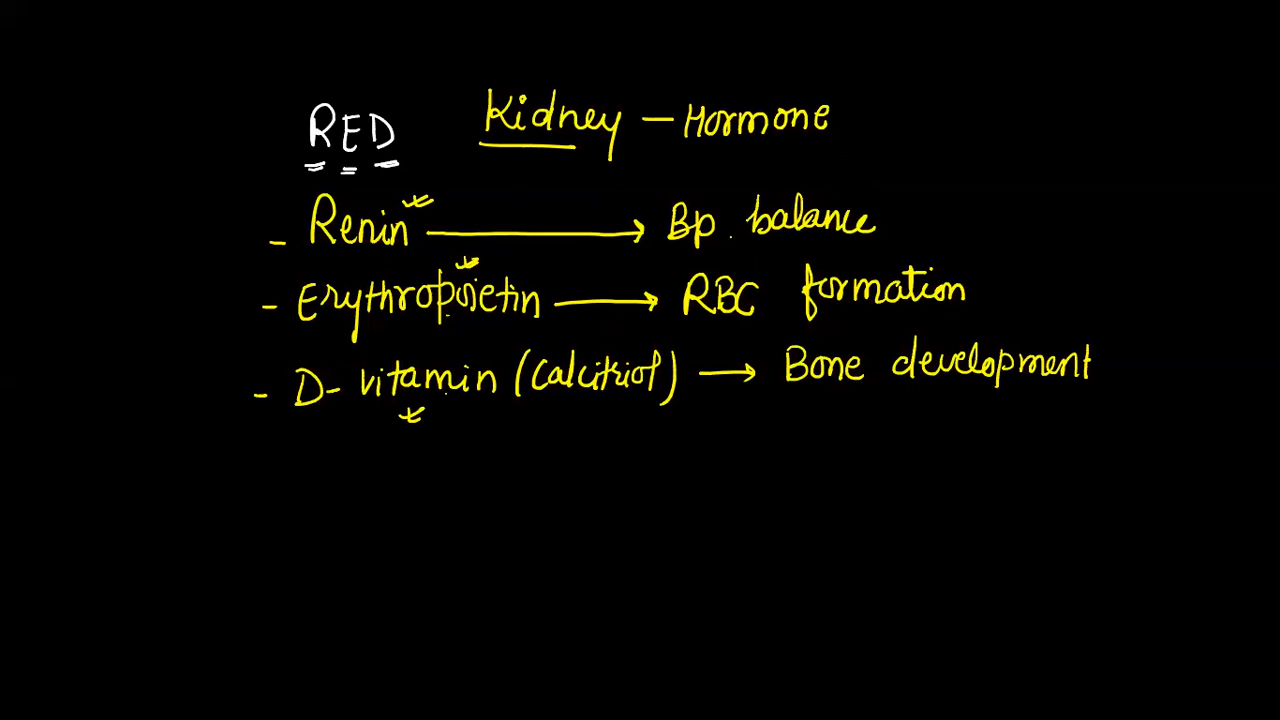 RED Kidney – Hormone
- Renin → Bp. balance
- Erythropoietin → RBC formation
- D- vitamin (Calcitriol) → Bone development